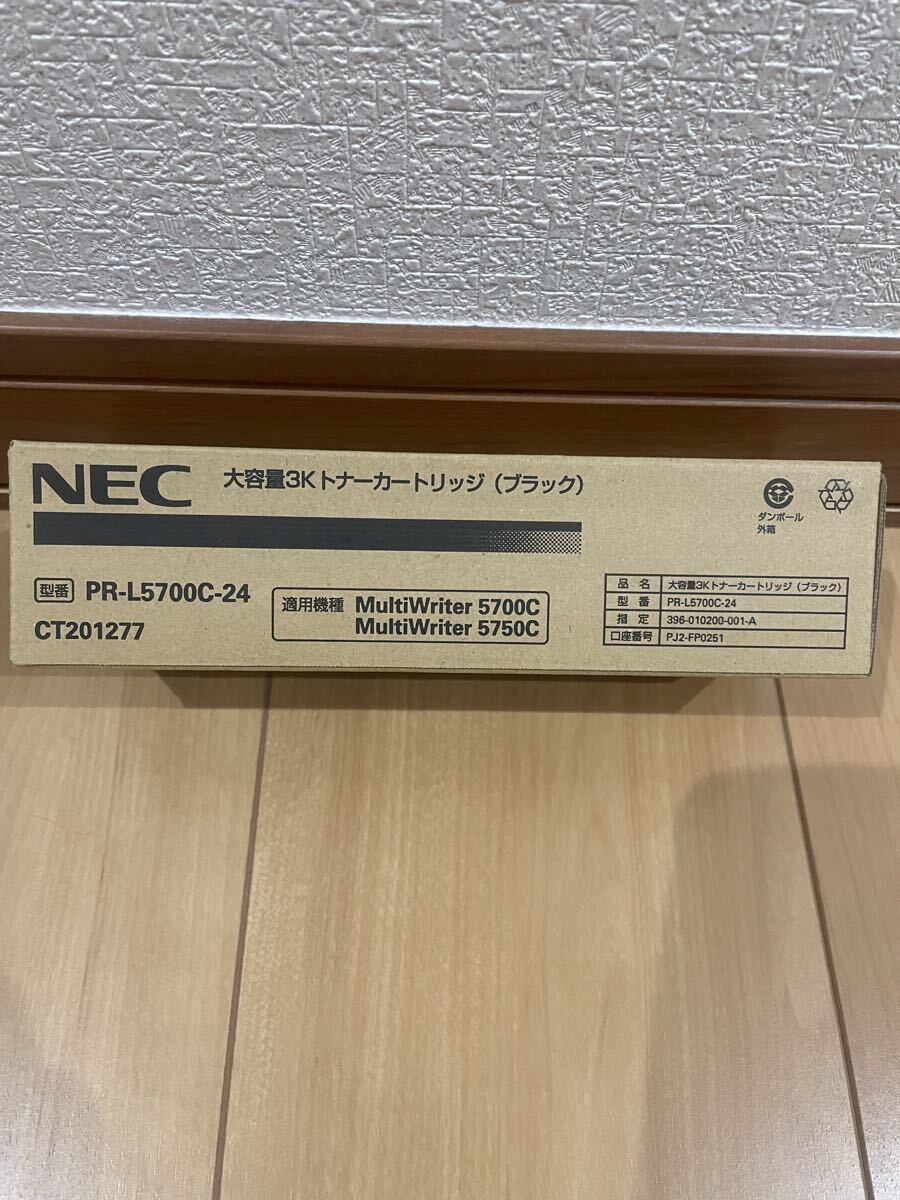 NEC
大容量3Kトナーカートリッジ（ブラック）
ダンボール
外箱
型番 PR-L5700C-24
CT201277
適用機種 MultiWriter 5700C
MultiWriter 5750C
品名 大容量3Kトナーカートリッジ（ブラック）
型番 PR-L5700C-24
指定 396-010200-001-A
口座番号 PJ2-FP0251